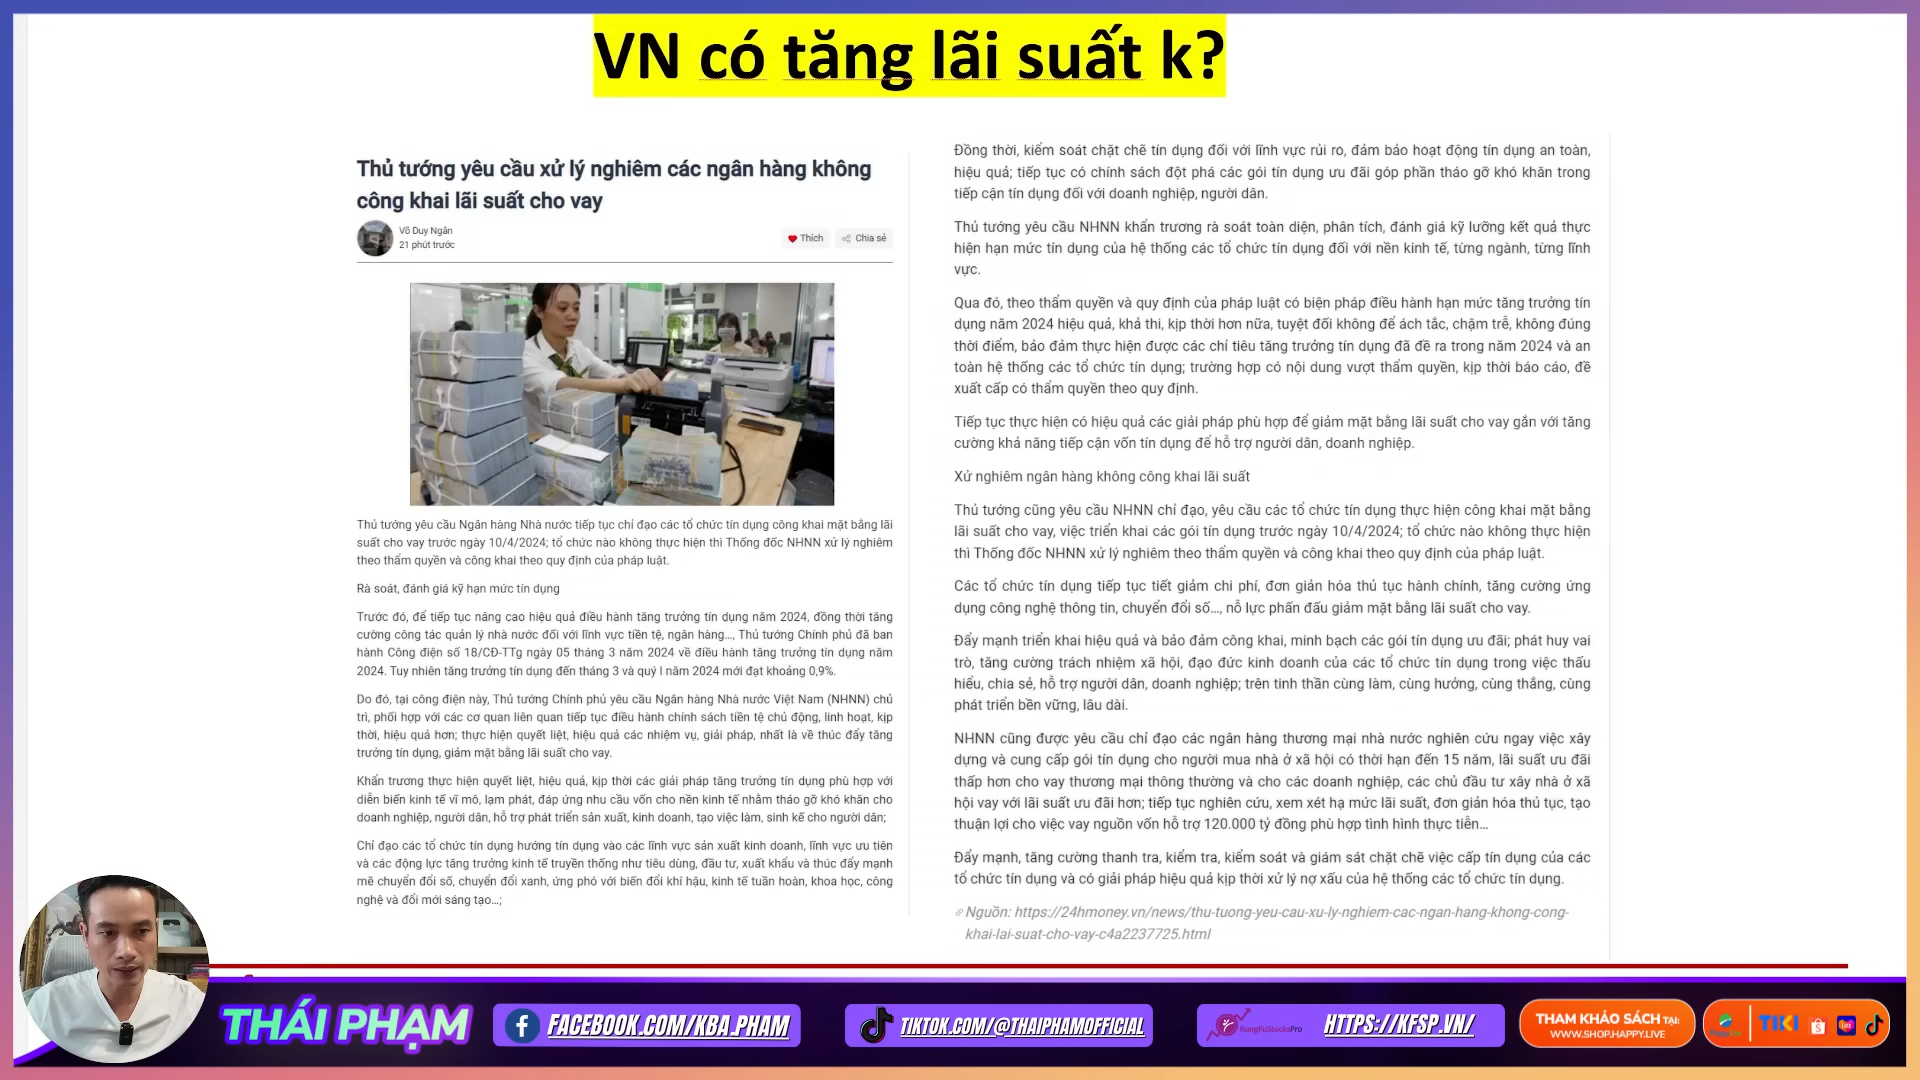 VN có tăng lãi suất k?
Thủ tướng yêu cầu xử lý nghiêm các ngân hàng không
công khai lãi suất cho vay
Võ Duy Ngân
21 phút trước
Thích
Chia sẻ
Thủ tướng yêu cầu Ngân hàng Nhà nước tiếp tục chỉ đạo các tổ chức tín dụng công khai mặt bằng lãi
suất cho vay trước ngày 10/4/2024; tổ chức nào không thực hiện thì Thống đốc NHNN xử lý nghiêm
theo thẩm quyền và công khai theo quy định của pháp luật.
Rà soát, đánh giá kỹ hạn mức tín dụng
Trước đó, để tiếp tục nâng cao hiệu quả điều hành tăng trưởng tín dụng năm 2024, đồng thời tăng
cường công tác quản lý nhà nước đối với lĩnh vực tiền tệ, ngân hàng..., Thủ tướng Chính phủ đã ban
hành Công điện số 18/CĐ-TTg ngày 05 tháng 3 năm 2024 về điều hành tăng trưởng tín dụng năm
2024. Tuy nhiên tăng trưởng tín dụng đến tháng 3 và quý I năm 2024 mới đạt khoảng 0,9%.
Do đó, tại công điện này, Thủ tướng Chính phủ yêu cầu Ngân hàng Nhà nước Việt Nam (NHNN) chủ
trì, phối hợp với các cơ quan liên quan tiếp tục điều hành chính sách tiền tệ chủ động, linh hoạt, kịp
thời, hiệu quả hơn; thực hiện quyết liệt, hiệu quả các nhiệm vụ, giải pháp, nhất là về thúc đẩy tăng
trưởng tín dụng, giảm mặt bằng lãi suất cho vay.
Khẩn trương thực hiện quyết liệt, hiệu quả, kịp thời các giải pháp tăng trưởng tín dụng phù hợp với
diễn biến kinh tế vĩ mô, lạm phát, đáp ứng nhu cầu vốn cho nền kinh tế nhằm tháo gỡ khó khăn cho
doanh nghiệp, người dân, hỗ trợ phát triển sản xuất, kinh doanh, tạo việc làm, sinh kế cho người dân;
Chỉ đạo các tổ chức tín dụng hướng tín dụng vào các lĩnh vực sản xuất kinh doanh, lĩnh vực ưu tiên
và các động lực tăng trưởng kinh tế truyền thống như tiêu dùng, đầu tư, xuất khẩu và thúc đẩy mạnh
mẽ chuyển đổi số, chuyển đổi xanh, ứng phó với biến đổi khí hậu, kinh tế tuần hoàn, khoa học, công
nghệ và đổi mới sáng tạo...;
Đồng thời, kiểm soát chặt chẽ tín dụng đối với lĩnh vực rủi ro, đảm bảo hoạt động tín dụng an toàn,
hiệu quả; tiếp tục có chính sách đột phá các gói tín dụng ưu đãi góp phần tháo gỡ khó khăn trong
tiếp cận tín dụng đối với doanh nghiệp, người dân.
Thủ tướng yêu cầu NHNN khẩn trương rà soát toàn diện, phân tích, đánh giá kỹ lưỡng kết quả thực
hiện hạn mức tín dụng của hệ thống các tổ chức tín dụng đối với nền kinh tế, từng ngành, từng lĩnh
vực.
Qua đó, theo thẩm quyền và quy định của pháp luật có biện pháp điều hành hạn mức tăng trưởng tín
dụng năm 2024 hiệu quả, khả thi, kịp thời hơn nữa, tuyệt đối không để ách tắc, chậm trễ, không đúng
thời điểm, bảo đảm thực hiện được các chỉ tiêu tăng trưởng tín dụng đã đề ra trong năm 2024 và an
toàn hệ thống các tổ chức tín dụng; trường hợp có nội dung vượt thẩm quyền, kịp thời báo cáo, đề
xuất cấp có thẩm quyền theo quy định.
Tiếp tục thực hiện có hiệu quả các giải pháp phù hợp để giảm mặt bằng lãi suất cho vay gắn với tăng
cường khả năng tiếp cận vốn tín dụng để hỗ trợ người dân, doanh nghiệp.
Xử nghiêm ngân hàng không công khai lãi suất
Thủ tướng cũng yêu cầu NHNN chỉ đạo, yêu cầu các tổ chức tín dụng thực hiện công khai mặt bằng
lãi suất cho vay, việc triển khai các gói tín dụng trước ngày 10/4/2024; tổ chức nào không thực hiện
thì Thống đốc NHNN xử lý nghiêm theo thẩm quyền và công khai theo quy định của pháp luật.
Các tổ chức tín dụng tiếp tục tiết giảm chi phí, đơn giản hóa thủ tục hành chính, tăng cường ứng
dụng công nghệ thông tin, chuyển đổi số..., nỗ lực phấn đấu giảm mặt bằng lãi suất cho vay.
Đẩy mạnh triển khai hiệu quả và bảo đảm công khai, minh bạch các gói tín dụng ưu đãi; phát huy vai
trò, tăng cường trách nhiệm xã hội, đạo đức kinh doanh của các tổ chức tín dụng trong việc thấu
hiểu, chia sẻ, hỗ trợ người dân, doanh nghiệp; trên tinh thần cùng làm, cùng hưởng, cùng thắng, cùng
phát triển bền vững, lâu dài.
NHNN cũng được yêu cầu chỉ đạo các ngân hàng thương mại nhà nước nghiên cứu ngay việc xây
dựng và cung cấp gói tín dụng cho người mua nhà ở xã hội có thời hạn đến 15 năm, lãi suất ưu đãi
thấp hơn cho vay thương mại thông thường và cho các doanh nghiệp, các chủ đầu tư xây nhà ở xã
hội vay với lãi suất ưu đãi hơn; tiếp tục nghiên cứu, xem xét hạ mức lãi suất, đơn giản hóa thủ tục, tạo
thuận lợi cho việc vay nguồn vốn hỗ trợ 120.000 tỷ đồng phù hợp tình hình thực tiễn...
Đẩy mạnh, tăng cường thanh tra, kiểm tra, kiểm soát và giám sát chặt chẽ việc cấp tín dụng của các
tổ chức tín dụng và có giải pháp hiệu quả kịp thời xử lý nợ xấu của hệ thống các tổ chức tín dụng.
Nguồn: https://24hmoney.vn/news/thu-tuong-yeu-cau-xu-ly-nghiem-cac-ngan-hang-khong-cong-
khai-lai-suat-cho-vay-c4a2237725.html
THÁI PHẠM
FACEBOOK.COM/KBA.PHAM
TIKTOK.COM/@THAIPHAMOFFICIAL
KungFuStocksPro
HTTPS://KFSP.VN/
THAM KHẢO SÁCH TẠI:
WWW.SHOP.HAPPY.LIVE
TIKI